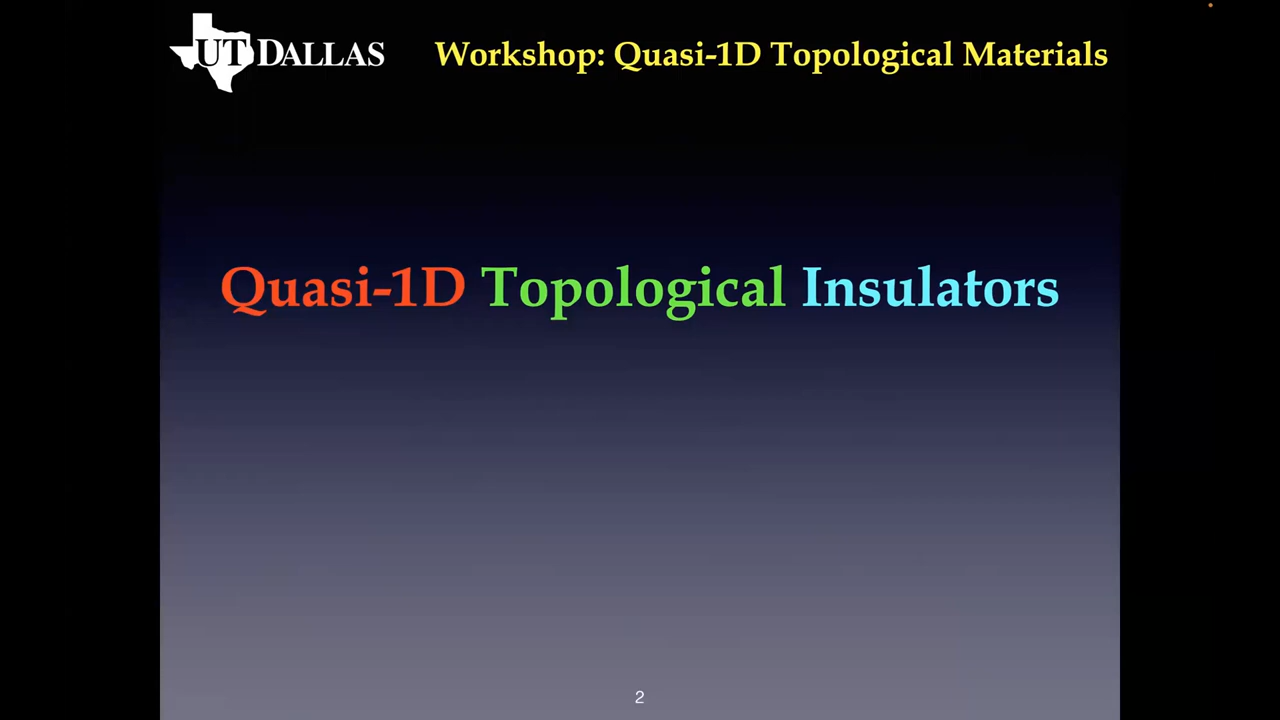 UT DALLAS
Workshop: Quasi-1D Topological Materials
Quasi-1D Topological Insulators
2